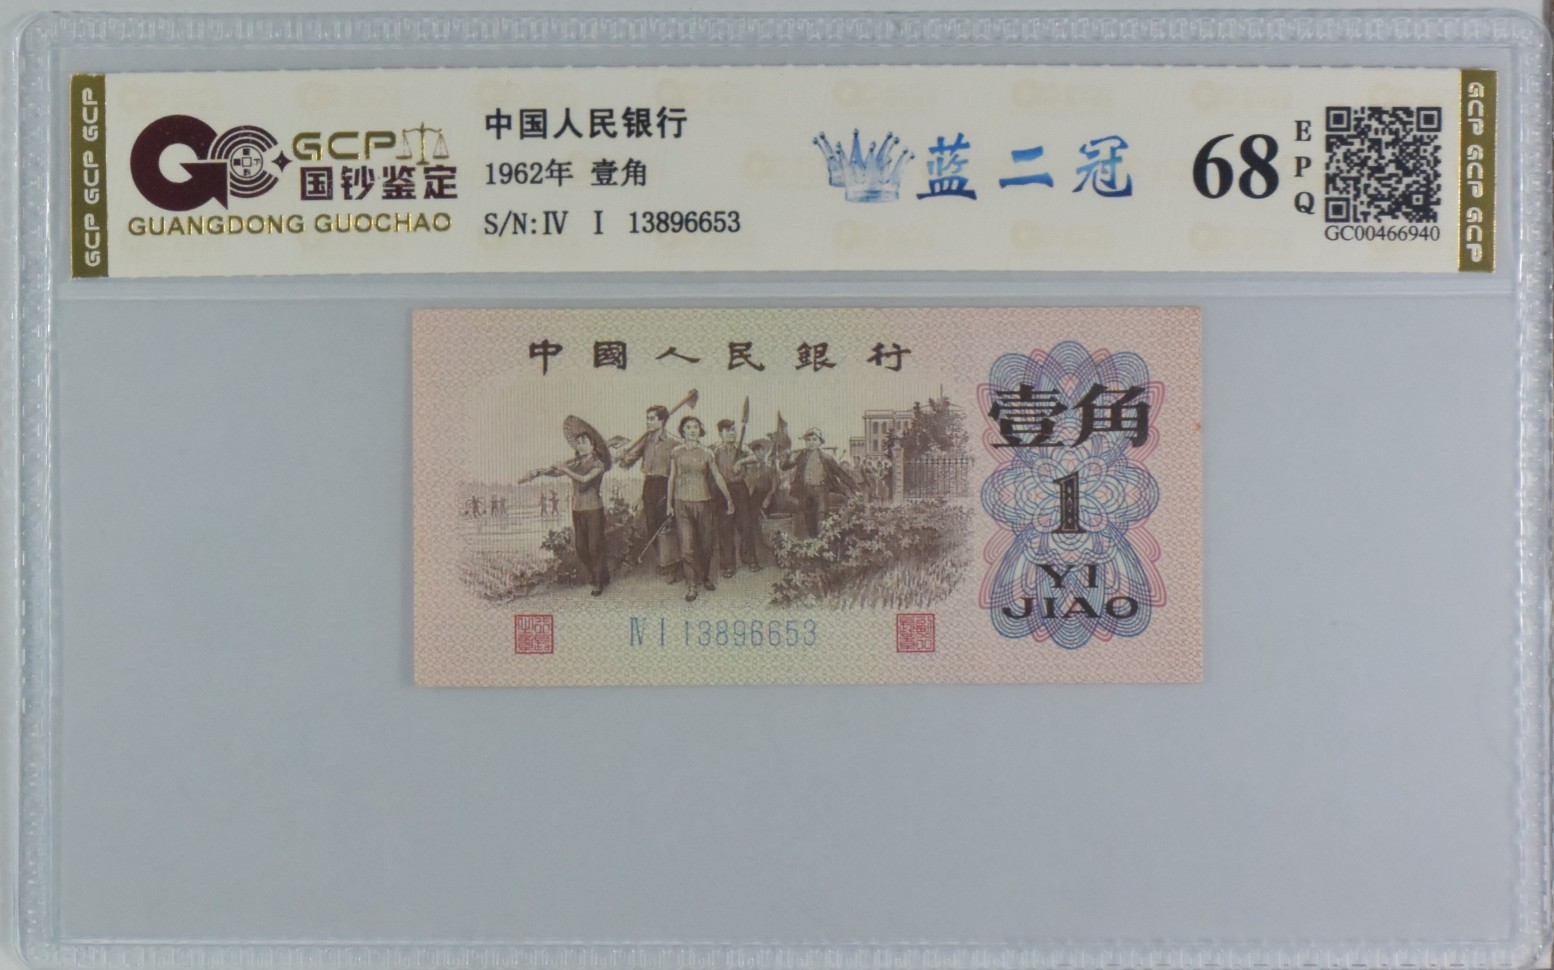 GCP GCP GCP
GCP
国钞鉴定
GUANGDONG GUOCHAO
中国人民银行
1962年 壹角
S/N:IV I 13896653
蓝二冠
68
EPQ
GC00466940
GCP GCP GCP
中國人民銀行
壹角
1
YI
JIAO
IV I 13896653